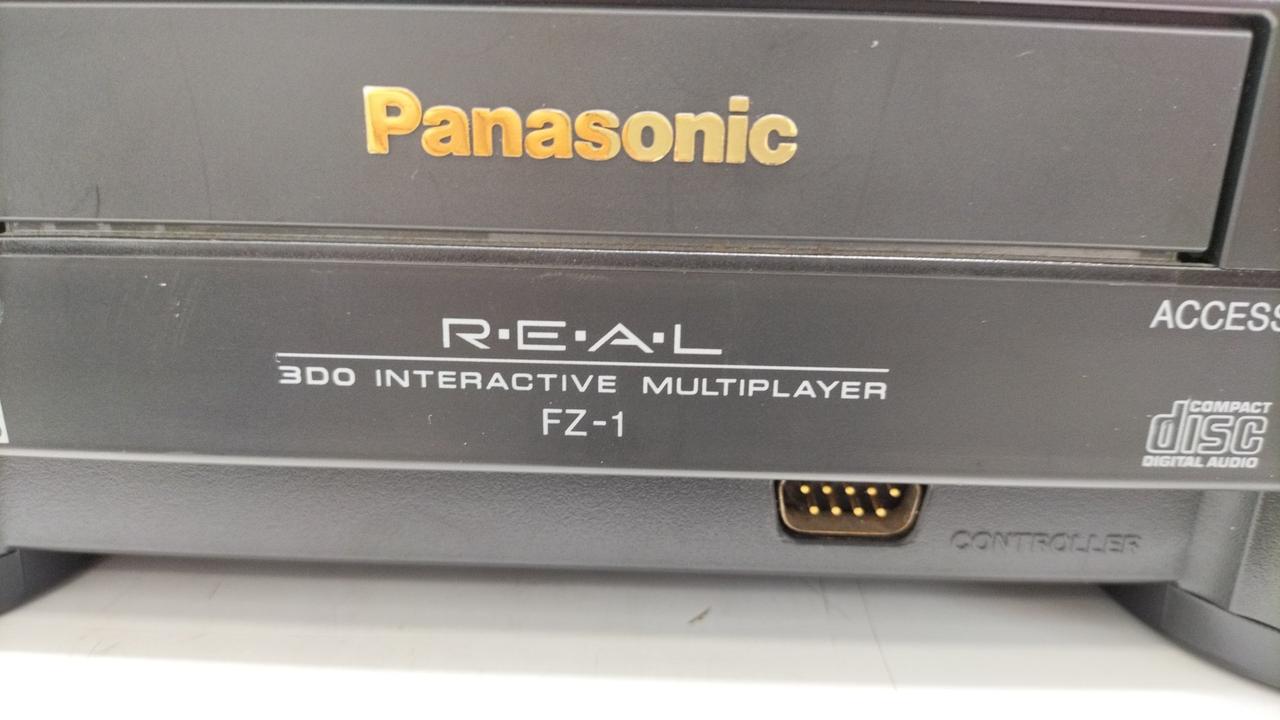 Panasonic
R·E·A·L
3DO INTERACTIVE MULTIPLAYER
FZ-1
ACCESS
COMPACT
disc
DIGITAL AUDIO
CONTROLLER